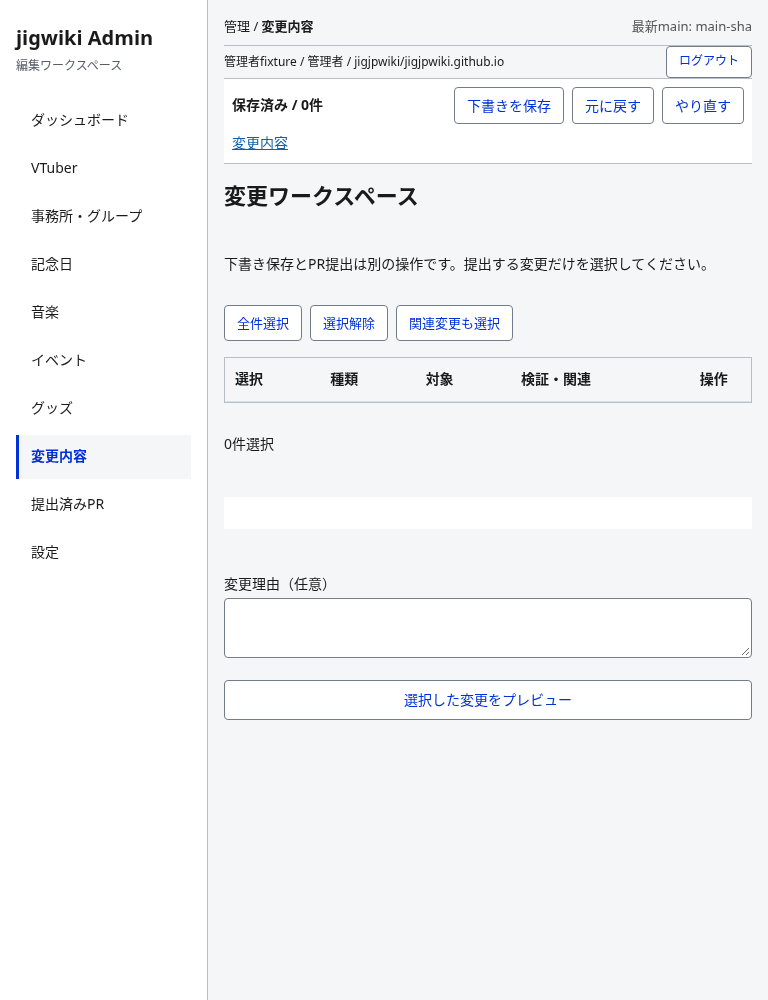 jigwiki Admin
編集ワークスペース
ダッシュボード
VTuber
事務所・グループ
記念日
音楽
イベント
グッズ
変更内容
提出済みPR
設定
管理 / 変更内容
最新main: main-sha
管理者fixture / 管理者 / jigjpwiki/jigjpwiki.github.io
ログアウト
保存済み / 0件
下書きを保存
元に戻す
やり直す
変更内容
変更ワークスペース
下書き保存とPR提出は別の操作です。提出する変更だけを選択してください。
全件選択
選択解除
関連変更も選択
選択 種類 対象 検証・関連 操作
0件選択
変更理由（任意）
選択した変更をプレビュー